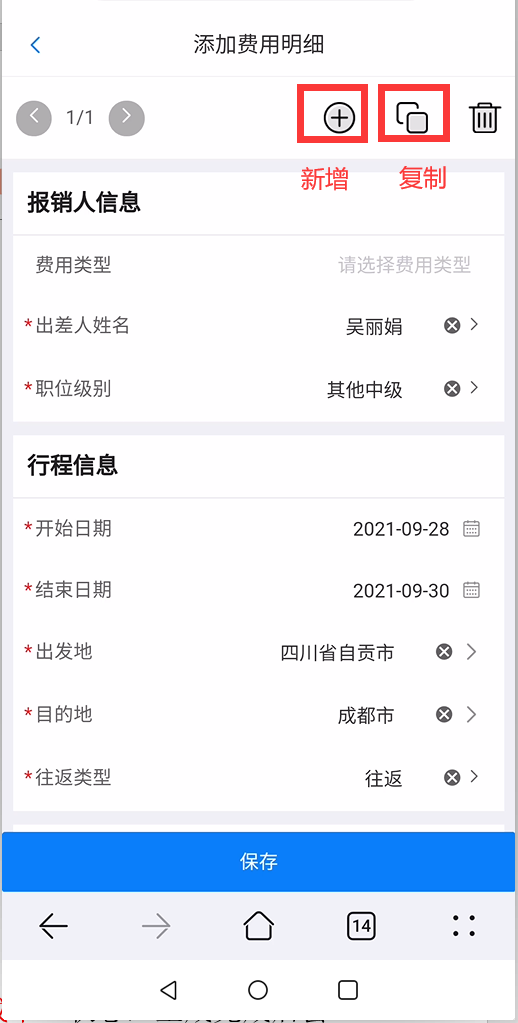 添加费用明细
1/1
新增 复制
报销人信息
费用类型 请选择费用类型
*出差人姓名 吴丽娟
*职位级别 其他中级
行程信息
*开始日期 2021-09-28
*结束日期 2021-09-30
*出发地 四川省自贡市
*目的地 成都市
*往返类型 往返
保存
14